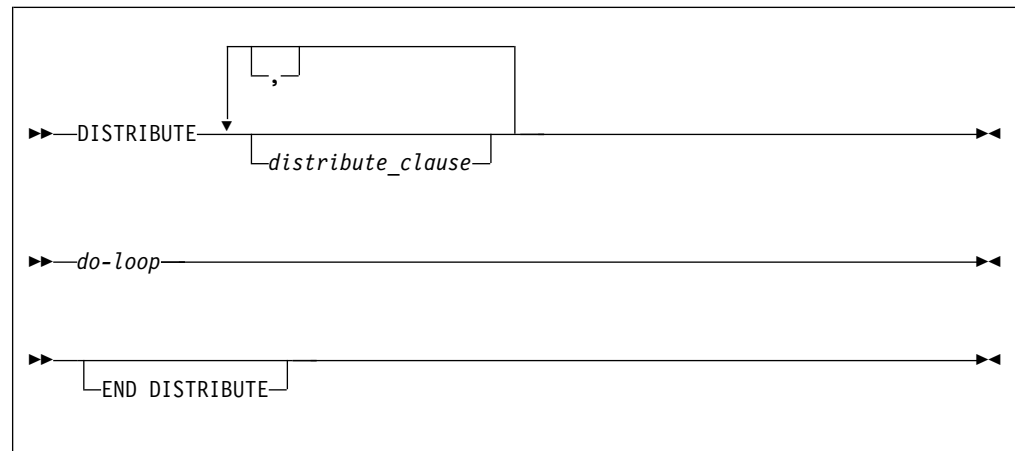 ,
DISTRIBUTE
distribute_clause
do-loop
END DISTRIBUTE